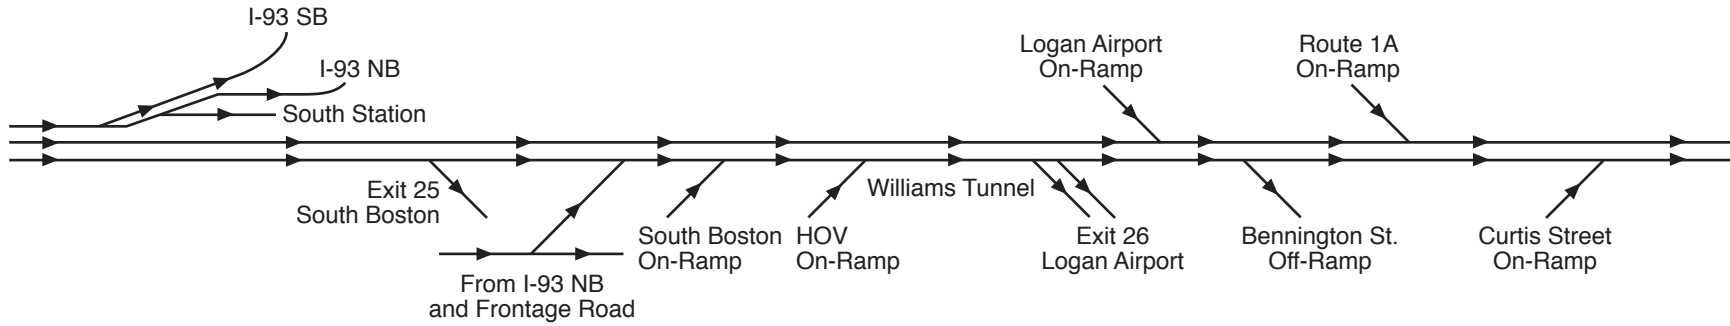 I-93 SB
I-93 NB
South Station
Logan Airport
On-Ramp
Route 1A
On-Ramp
Exit 25
South Boston
From I-93 NB
and Frontage Road
South Boston
On-Ramp
HOV
On-Ramp
Williams Tunnel
Exit 26
Logan Airport
Bennington St.
Off-Ramp
Curtis Street
On-Ramp